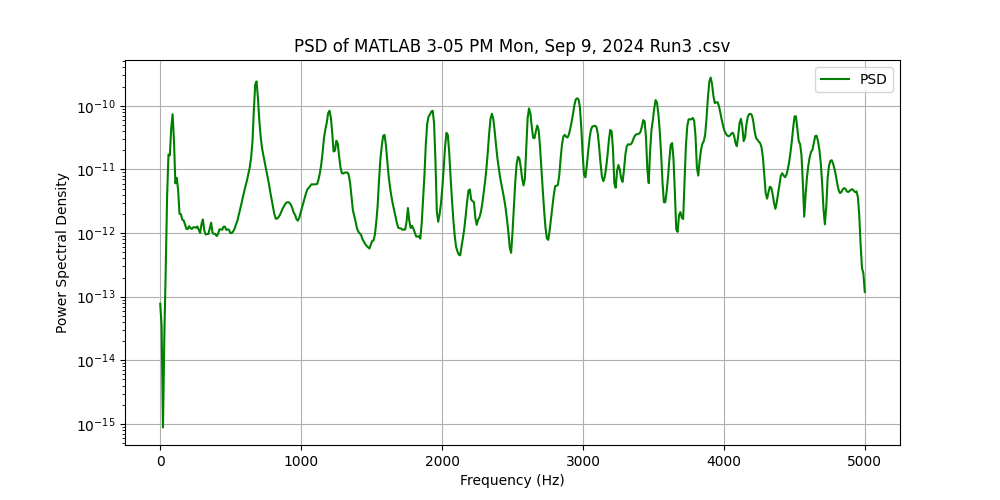 PSD of MATLAB 3-05 PM Mon, Sep 9, 2024 Run3 .csv
PSD
Power Spectral Density
10⁻¹⁰
10⁻¹¹
10⁻¹²
10⁻¹³
10⁻¹⁴
10⁻¹⁵
0 1000 2000 3000 4000 5000
Frequency (Hz)